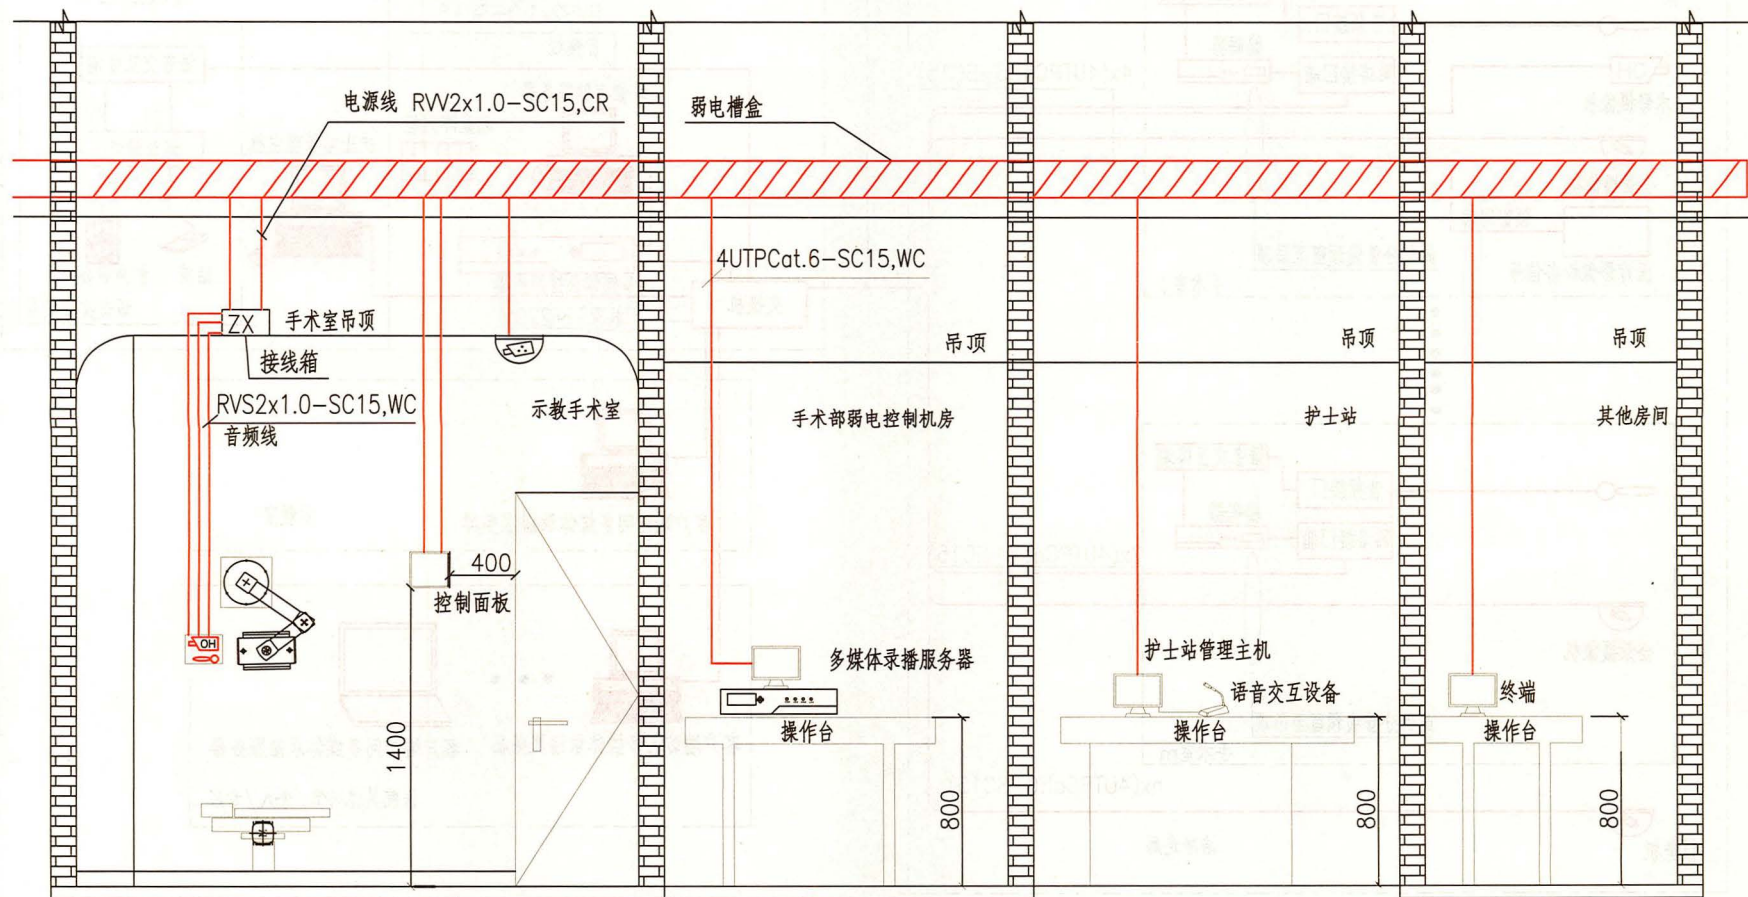 电源线 RVV2x1.0-SC15,CR
弱电槽盒
4UTPCat.6-SC15,WC
ZX
手术室吊顶
接线箱
吊顶
吊顶
吊顶
RVS2x1.0-SC15,WC
音频线
示教手术室
手术部弱电控制机房
护士站
其他房间
400
控制面板
OH
多媒体录播服务器
护士站管理主机
语音交互设备
终端
操作台
操作台
操作台
1400
800
800
800